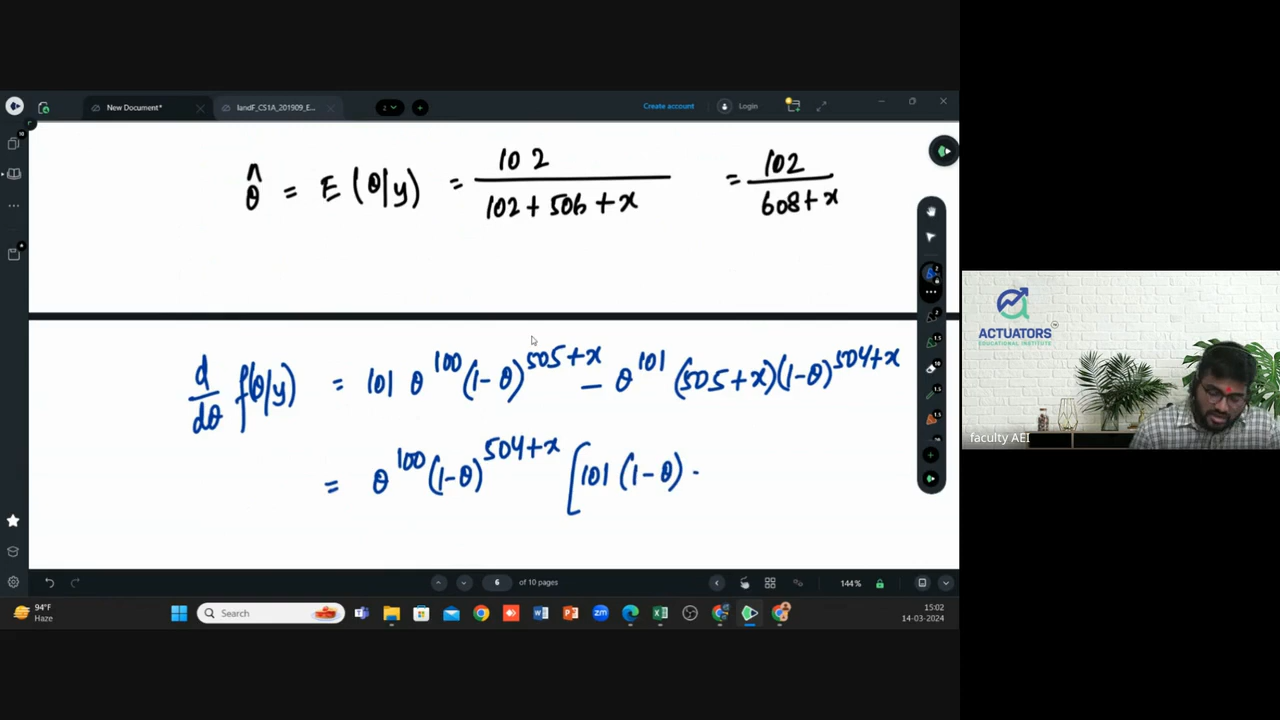 New Document*
IandF_CS1A_201909_E...
2
Create account
Login
θ̂ = E(θ|y) = 102 / (102 + 506 + x) = 102 / (608 + x)
d/dθ f(θ|y) = 101 θ^100 (1-θ)^505+x - θ^101 (505+x)(1-θ)^504+x
= θ^100 (1-θ)^504+x [101 (1-θ) -
ACTUATORS
EDUCATIONAL INSTITUTE
faculty AEI
6 of 10 pages
144%
94°F
Haze
Search
15:02
14-03-2024